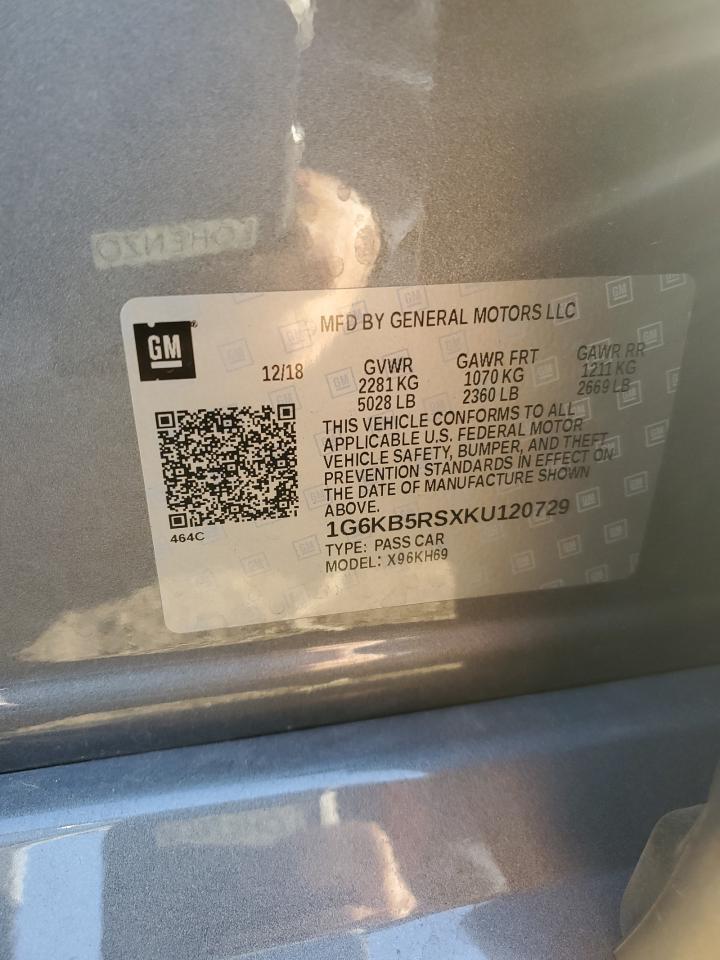 LOHENZO
GM
MFD BY GENERAL MOTORS LLC
12/18
GVWR
2281 KG
5028 LB
GAWR FRT
1070 KG
2360 LB
GAWR RR
1211 KG
2669 LB
THIS VEHICLE CONFORMS TO ALL
APPLICABLE U.S. FEDERAL MOTOR
VEHICLE SAFETY, BUMPER, AND THEFT
PREVENTION STANDARDS IN EFFECT ON
THE DATE OF MANUFACTURE SHOWN
ABOVE.
1G6KB5RSXKU120729
TYPE: PASS CAR
MODEL: X96KH69
464C